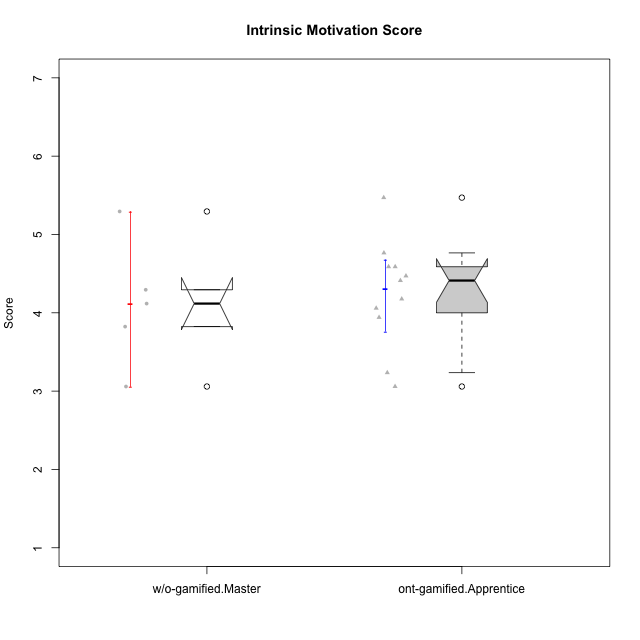 Intrinsic Motivation Score
Score
7
6
5
4
3
2
1
w/o-gamified.Master
ont-gamified.Apprentice